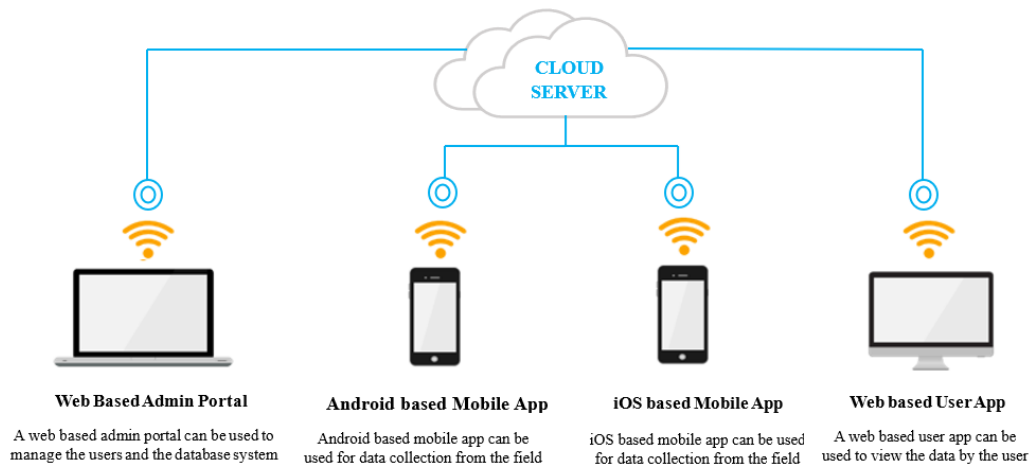 CLOUD
SERVER
Web Based Admin Portal
A web based admin portal can be used to
manage the users and the database system
Android based Mobile App
Android based mobile app can be
used for data collection from the field
iOS based Mobile App
iOS based mobile app can be used
for data collection from the field
Web based User App
A web based user app can be
used to view the data by the user